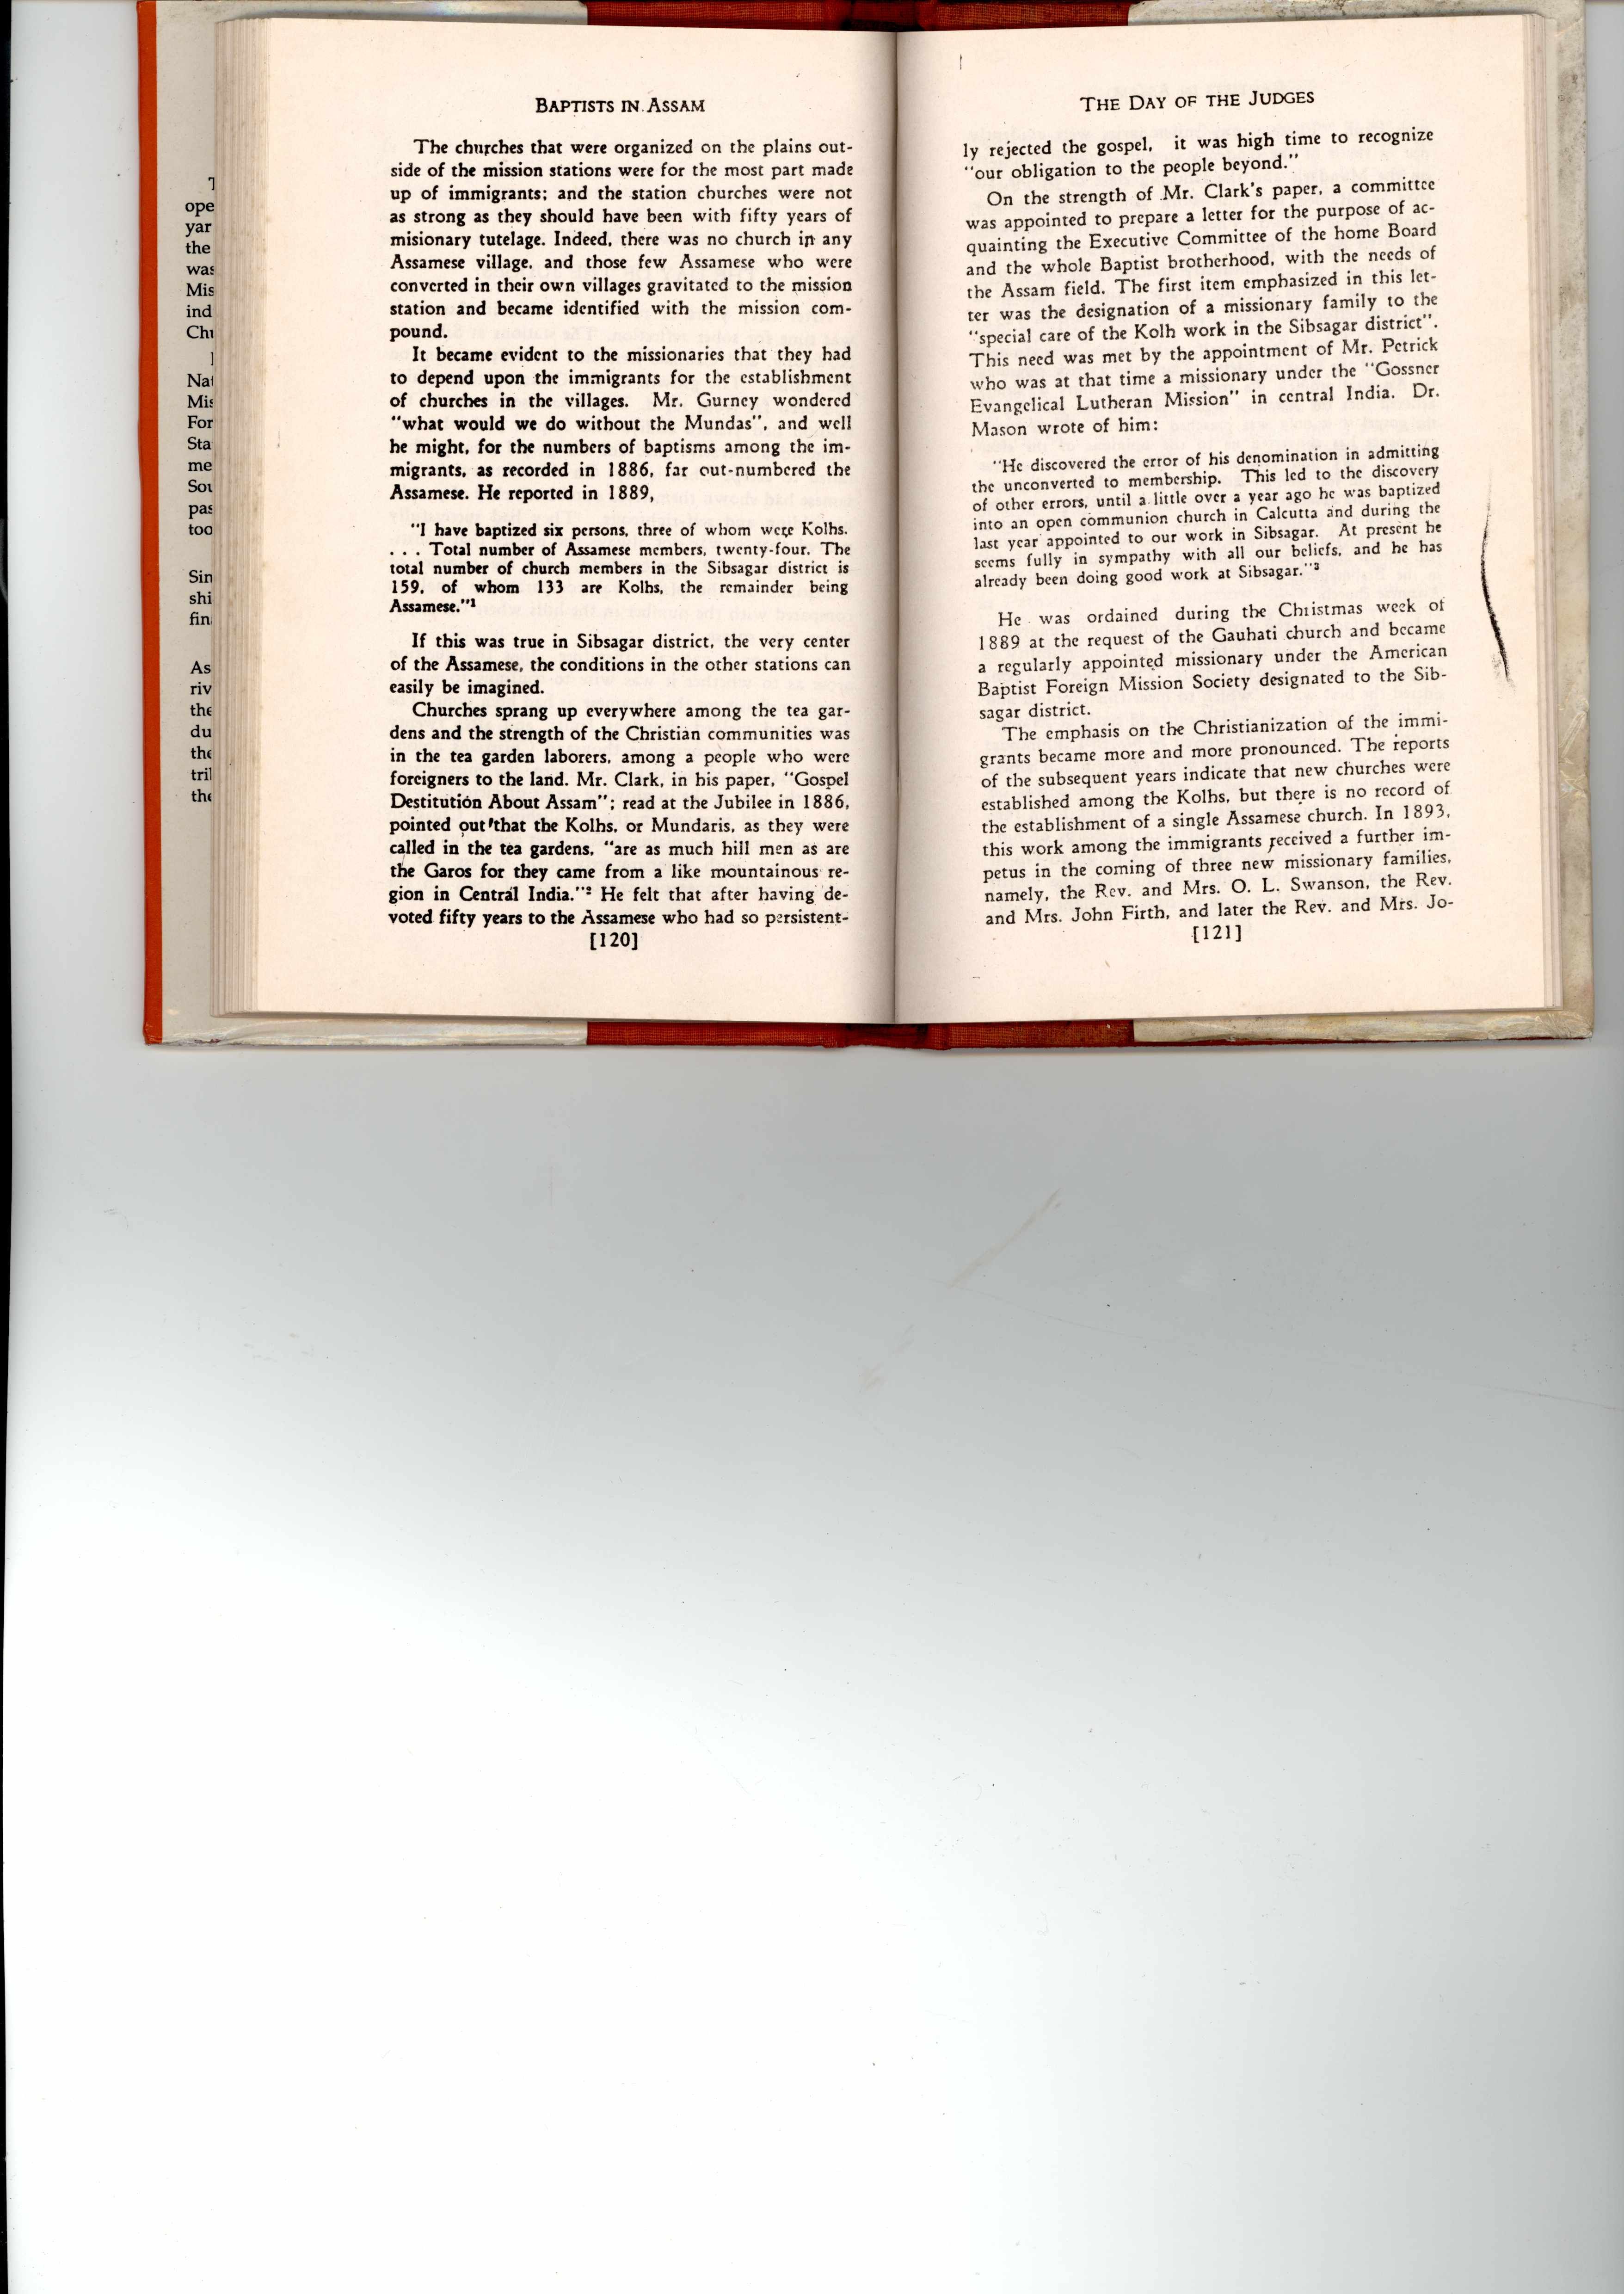 BAPTISTS IN ASSAM
The churches that were organized on the plains out-
side of the mission stations were for the most part made
up of immigrants; and the station churches were not
as strong as they should have been with fifty years of
misionary tutelage. Indeed, there was no church in any
Assamese village, and those few Assamese who were
converted in their own villages gravitated to the mission
station and became identified with the mission com-
pound.
It became evident to the missionaries that they had
to depend upon the immigrants for the establishment
of churches in the villages. Mr. Gurney wondered
"what would we do without the Mundas", and well
he might, for the numbers of baptisms among the im-
migrants, as recorded in 1886, far out-numbered the
Assamese. He reported in 1889,
"I have baptized six persons, three of whom were Kolhs.
. . . Total number of Assamese members, twenty-four. The
total number of church members in the Sibsagar district is
159, of whom 133 are Kolhs, the remainder being
Assamese."1
If this was true in Sibsagar district, the very center
of the Assamese, the conditions in the other stations can
easily be imagined.
Churches sprang up everywhere among the tea gar-
dens and the strength of the Christian communities was
in the tea garden laborers, among a people who were
foreigners to the land. Mr. Clark, in his paper, "Gospel
Destitution About Assam"; read at the Jubilee in 1886,
pointed out that the Kolhs, or Mundaris, as they were
called in the tea gardens, "are as much hill men as are
the Garos for they came from a like mountainous re-
gion in Central India."2 He felt that after having de-
voted fifty years to the Assamese who had so persistent-
[120]
THE DAY OF THE JUDGES
ly rejected the gospel, it was high time to recognize
"our obligation to the people beyond."
On the strength of Mr. Clark's paper, a committee
was appointed to prepare a letter for the purpose of ac-
quainting the Executive Committee of the home Board
and the whole Baptist brotherhood, with the needs of
the Assam field. The first item emphasized in this let-
ter was the designation of a missionary family to the
"special care of the Kolh work in the Sibsagar district".
This need was met by the appointment of Mr. Petrick
who was at that time a missionary under the "Gossner
Evangelical Lutheran Mission" in central India. Dr.
Mason wrote of him:
"He discovered the error of his denomination in admitting
the unconverted to membership. This led to the discovery
of other errors, until a little over a year ago he was baptized
into an open communion church in Calcutta and during the
last year appointed to our work in Sibsagar. At present he
seems fully in sympathy with all our beliefs, and he has
already been doing good work at Sibsagar."3
He was ordained during the Christmas week of
1889 at the request of the Gauhati church and became
a regularly appointed missionary under the American
Baptist Foreign Mission Society designated to the Sib-
sagar district.
The emphasis on the Christianization of the immi-
grants became more and more pronounced. The reports
of the subsequent years indicate that new churches were
established among the Kolhs, but there is no record of
the establishment of a single Assamese church. In 1893,
this work among the immigrants received a further im-
petus in the coming of three new missionary families,
namely, the Rev. and Mrs. O. L. Swanson, the Rev.
and Mrs. John Firth, and later the Rev. and Mrs. Jo-
[121]